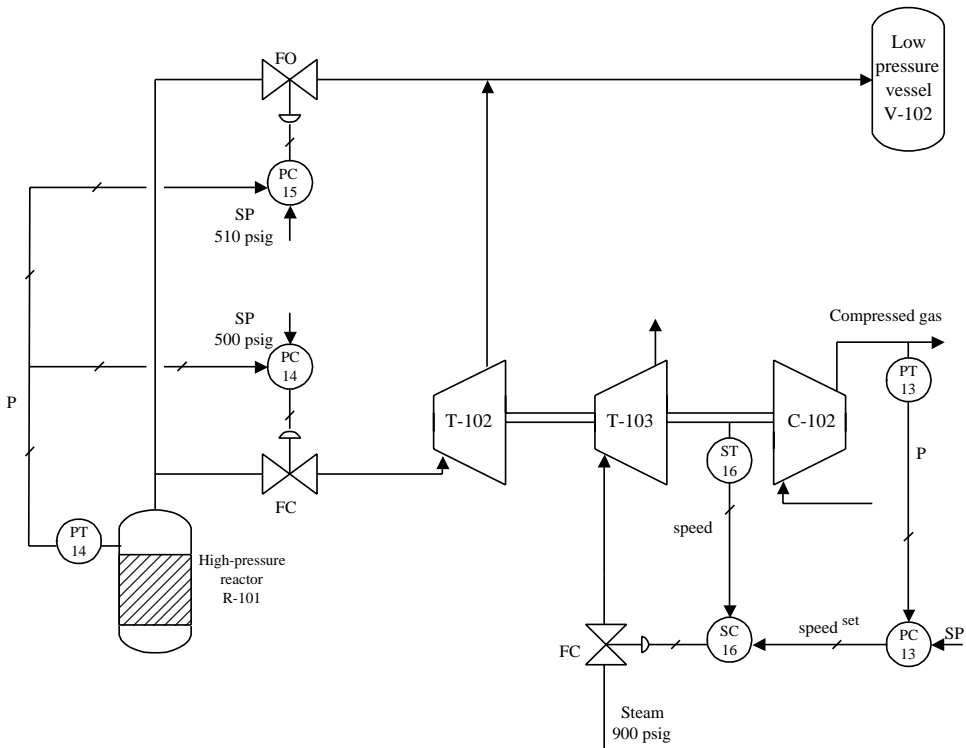 FO
Low
pressure
vessel
V-102
PC
15
SP
510 psig
SP
500 psig
PC
14
Compressed gas
PT
13
P
T-102
T-103
C-102
ST
16
P
FC
PT
14
speed
High-pressure
reactor
R-101
FC
SC
16
speed set
PC
13
SP
Steam
900 psig